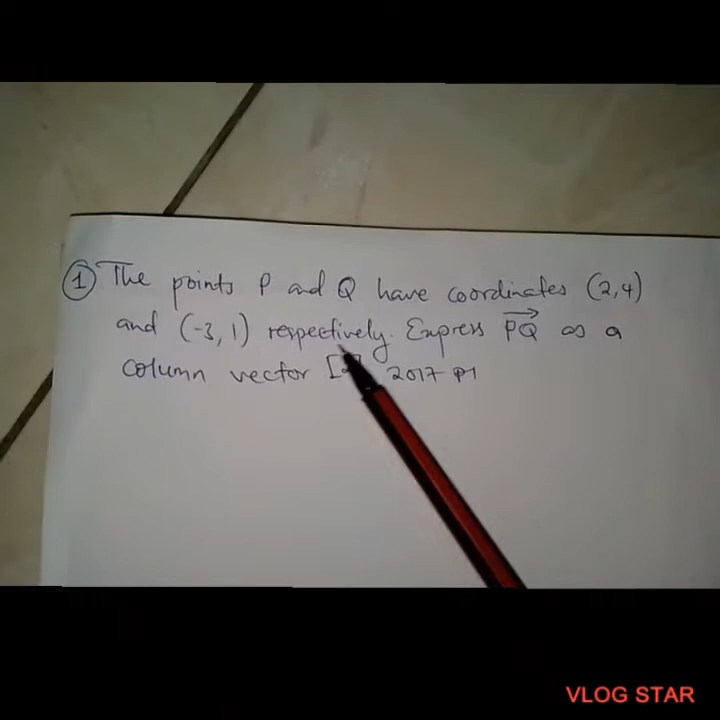 ① The points P and Q have coordinates (2,4)
and (-3, 1) respectively. Express PQ as a
column vector [2] 2017 P1
VLOG STAR